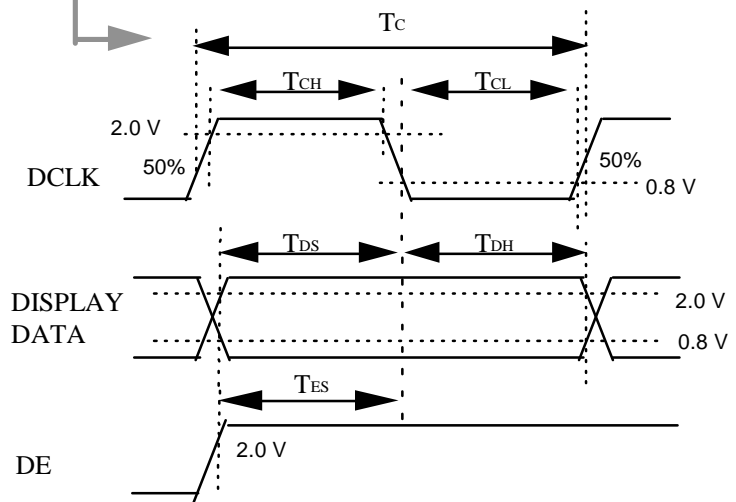 TC
TCH
TCL
2.0 V
50%
50%
DCLK
0.8 V
TDS
TDH
DISPLAY
DATA
2.0 V
0.8 V
TES
2.0 V
DE